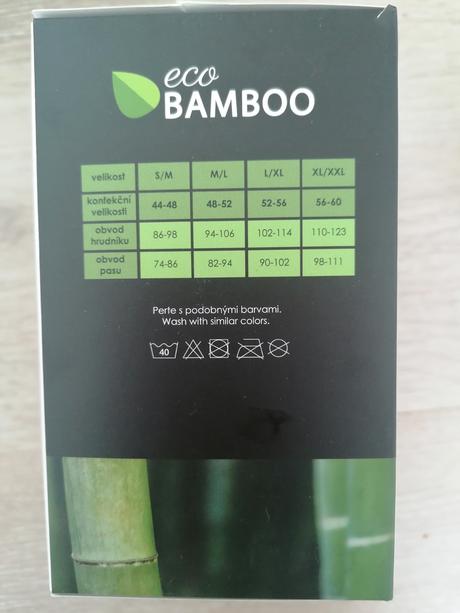 eco
BAMBOO
velikost S/M M/L L/XL XL/XXL
konfekční velikosti 44-48 48-52 52-56 56-60
obvod hrudníku 86-98 94-106 102-114 110-123
obvod pasu 74-86 82-94 90-102 98-111
Perte s podobnými barvami.
Wash with similar colors.
40